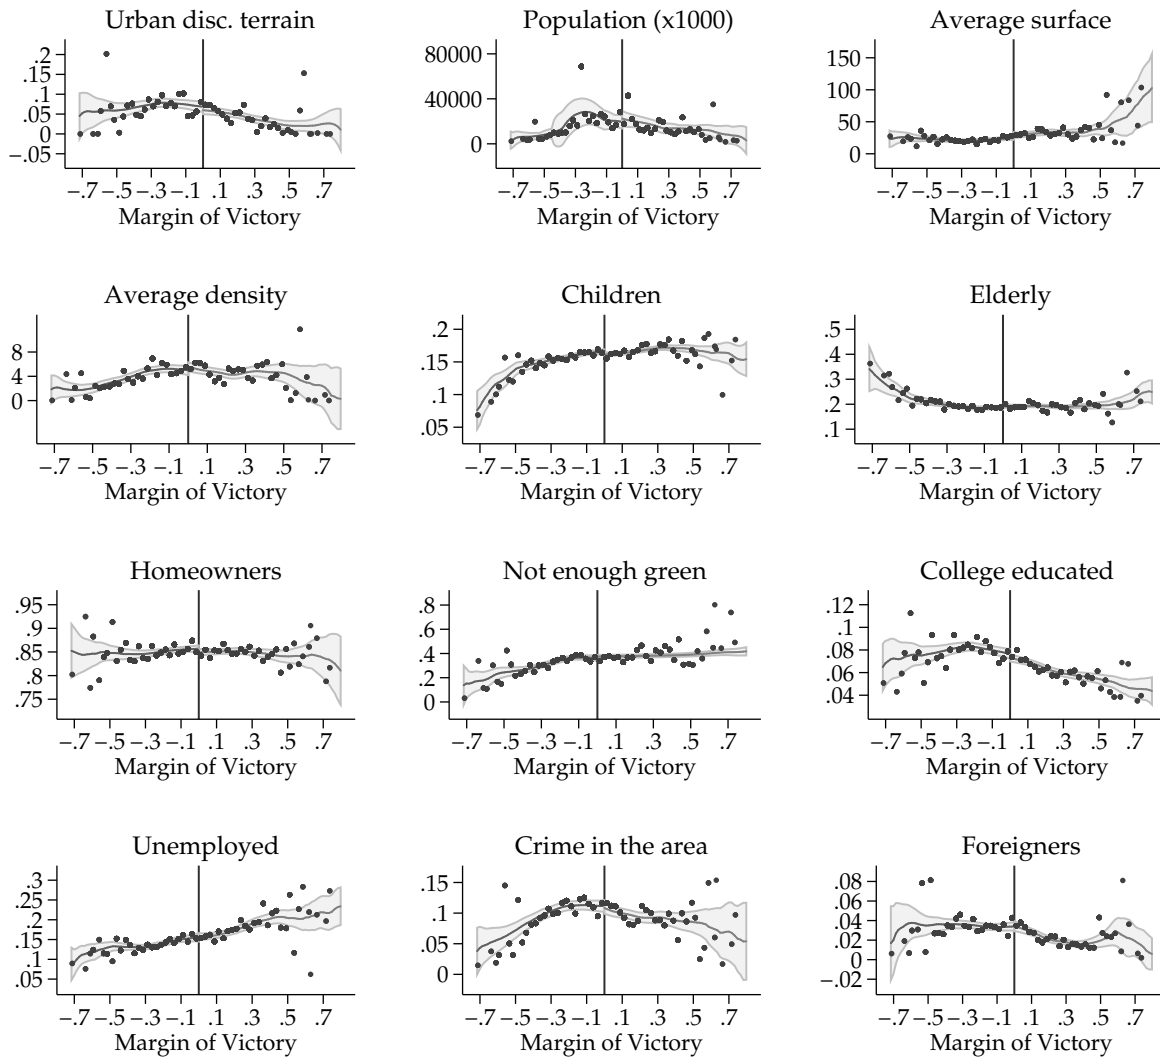 Urban disc. terrain
.2
.15
.1
.05
0
−.05
−.7 −.5 −.3 −.1 .1 .3 .5 .7
Margin of Victory
Population (x1000)
80000
40000
0
−.7 −.5 −.3 −.1 .1 .3 .5 .7
Margin of Victory
Average surface
150
100
50
0
−.7 −.5 −.3 −.1 .1 .3 .5 .7
Margin of Victory
Average density
8
4
0
−.7 −.5 −.3 −.1 .1 .3 .5 .7
Margin of Victory
Children
.2
.15
.1
.05
−.7 −.5 −.3 −.1 .1 .3 .5 .7
Margin of Victory
Elderly
.5
.4
.3
.2
.1
−.7 −.5 −.3 −.1 .1 .3 .5 .7
Margin of Victory
Homeowners
.95
.9
.85
.8
.75
−.7 −.5 −.3 −.1 .1 .3 .5 .7
Margin of Victory
Not enough green
.8
.6
.4
.2
0
−.7 −.5 −.3 −.1 .1 .3 .5 .7
Margin of Victory
College educated
.12
.1
.08
.06
.04
−.7 −.5 −.3 −.1 .1 .3 .5 .7
Margin of Victory
Unemployed
.3
.25
.2
.15
.1
.05
−.7 −.5 −.3 −.1 .1 .3 .5 .7
Margin of Victory
Crime in the area
.15
.1
.05
0
−.7 −.5 −.3 −.1 .1 .3 .5 .7
Margin of Victory
Foreigners
.08
.06
.04
.02
0
−.02
−.7 −.5 −.3 −.1 .1 .3 .5 .7
Margin of Victory